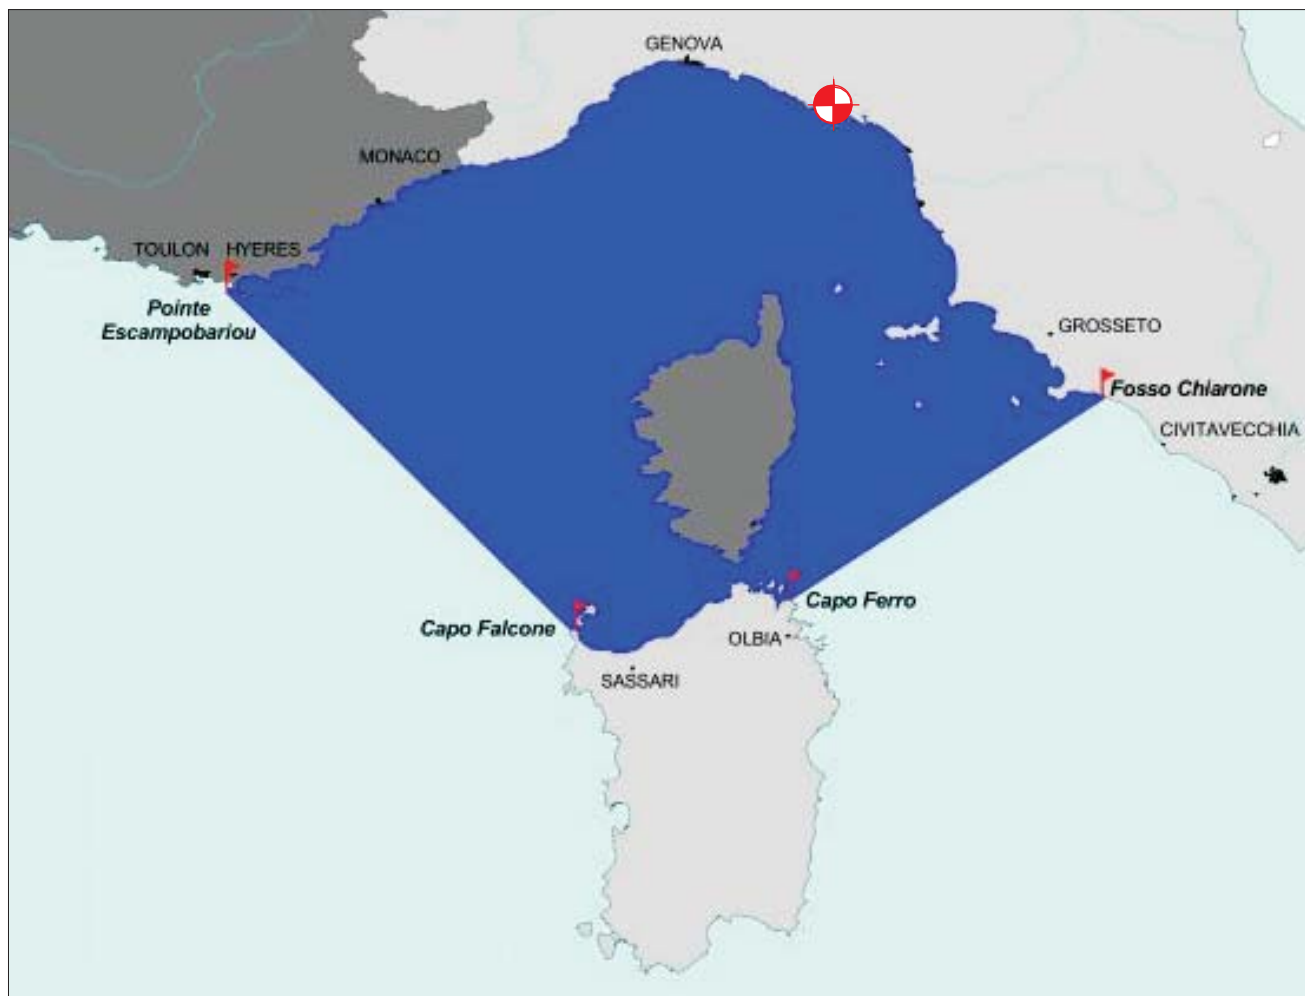 GENOVA
MONACO
TOULON HYERES
Pointe
Escampobariou
GROSSETO
Fosso Chiarone
CIVITAVECCHIA
Capo Ferro
Capo Falcone
OLBIA
SASSARI